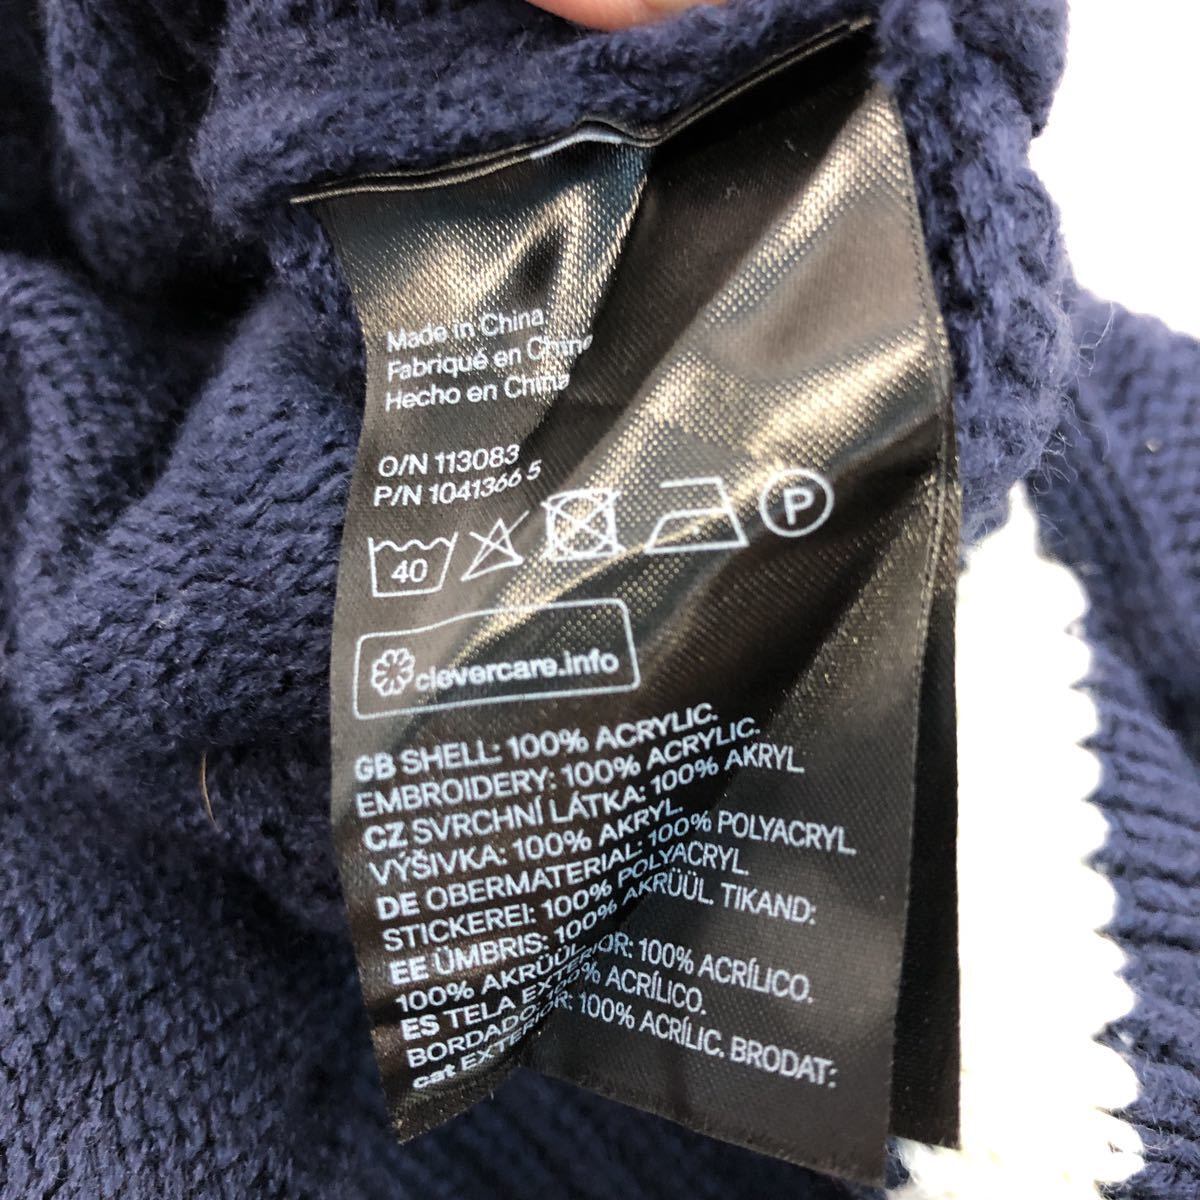 Made in China
Fabriqué en Chine
Hecho en China
O/N 113083
P/N 1041366 5
40
P
clevercare.info
GB SHELL: 100% ACRYLIC.
EMBROIDERY: 100% ACRYLIC.
CZ SVRCHNÍ LÁTKA: 100% AKRYL.
VÝŠIVKA: 100% AKRYL.
DE OBERMATERIAL: 100% POLYACRYL.
STICKEREI: 100% POLYACRYL.
EE ÜMBRIS: 100% AKRÜÜL. TIKAND:
100% AKRÜÜL.
ES TELA EXTERIOR: 100% ACRÍLICO.
BORDADO: 100% ACRÍLICO.
cat EXTERIOR: 100% ACRÍLIC. BRODAT: